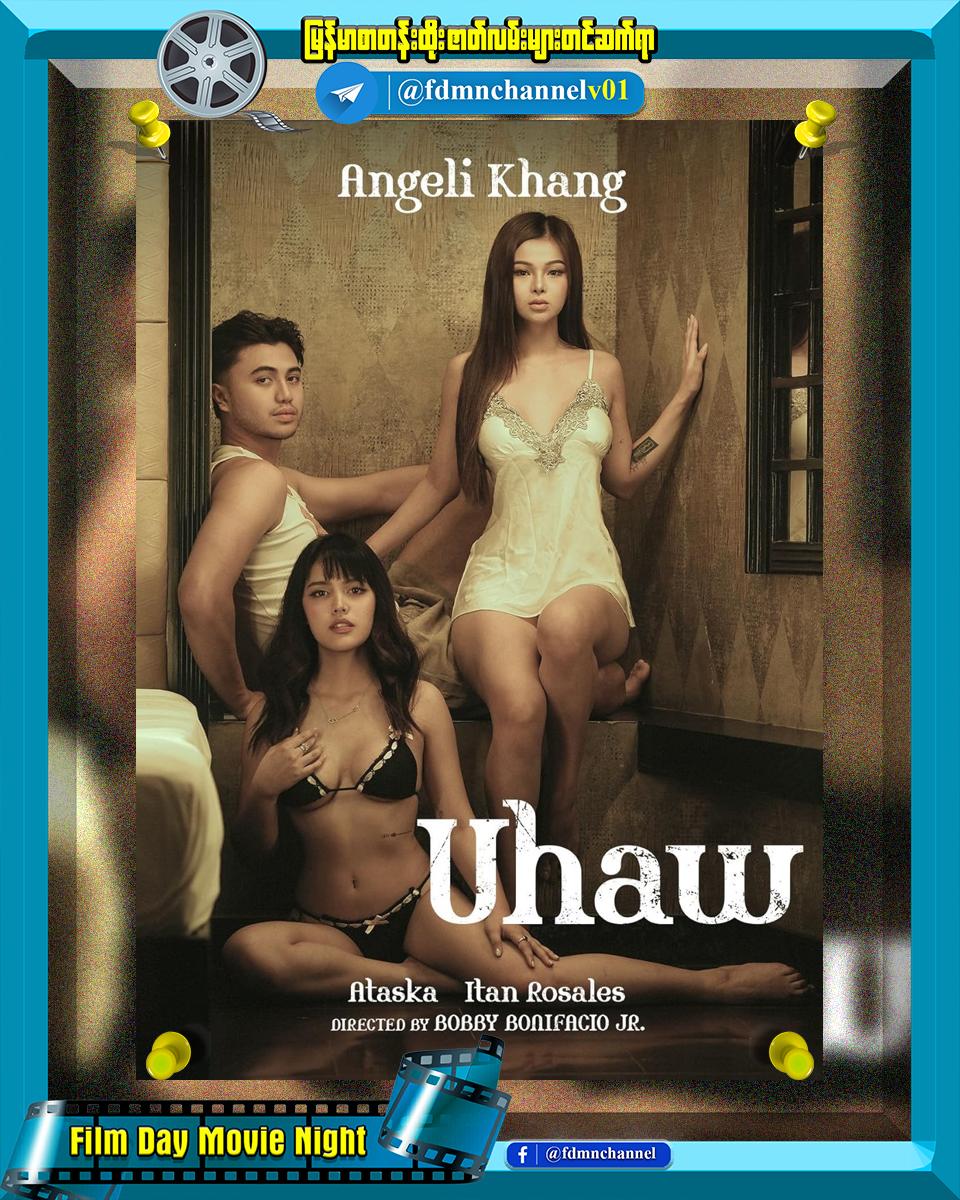 မြန်မာစာတန်းထိုးဇာတ်လမ်းများတင်ဆက်ရာ
@fdmnchannelv01
Angeli Khang
Uhaw
Ataska Itan Rosales
DIRECTED BY BOBBY BONIFACIO JR.
Film Day Movie Night
f @fdmnchannel